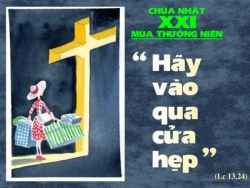 CHÚA NHẬT
XXI
MÙA THƯỜNG NIÊN
“Hãy
vào
qua
cửa
hẹp”
(Lc 13,24)